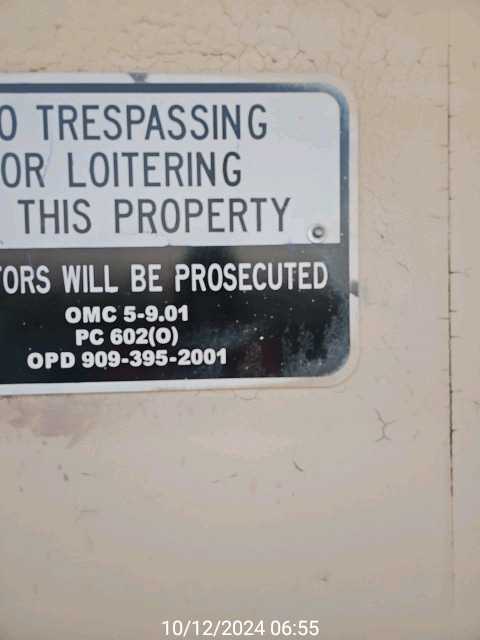 O TRESPASSING
OR LOITERING
THIS PROPERTY
TORS WILL BE PROSECUTED
OMC 5-9.01
PC 602(O)
OPD 909-395-2001
10/12/2024 06:55